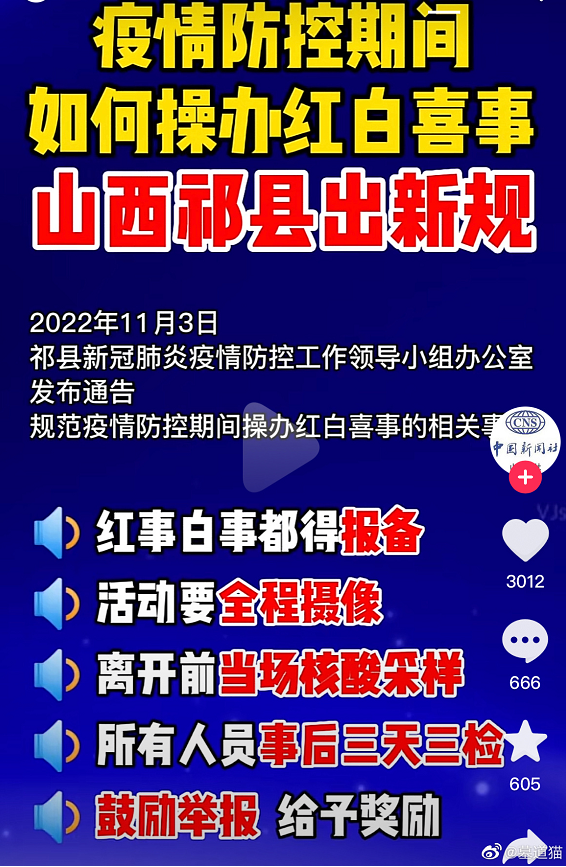 疫情防控期间
如何操办红白喜事
山西祁县出新规
2022年11月3日
祁县新冠肺炎疫情防控工作领导小组办公室
发布通告
规范疫情防控期间操办红白喜事的相关事
CNS
中国新闻社
VJs
红事白事都得报备
活动要全程摄像
3012
离开前当场核酸采样
666
所有人员事后三天三检
605
鼓励举报 给予奖励